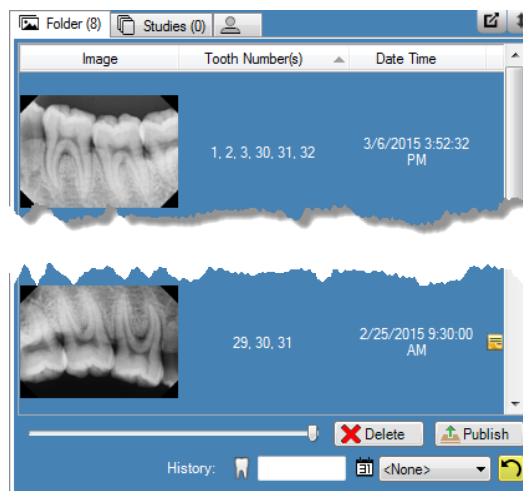 Folder (8) Studies (0)
Image Tooth Number(s) Date Time
1, 2, 3, 30, 31, 32 3/6/2015 3:52:32
PM
29, 30, 31 2/25/2015 9:30:00
AM
Delete Publish
History: 31 <None>